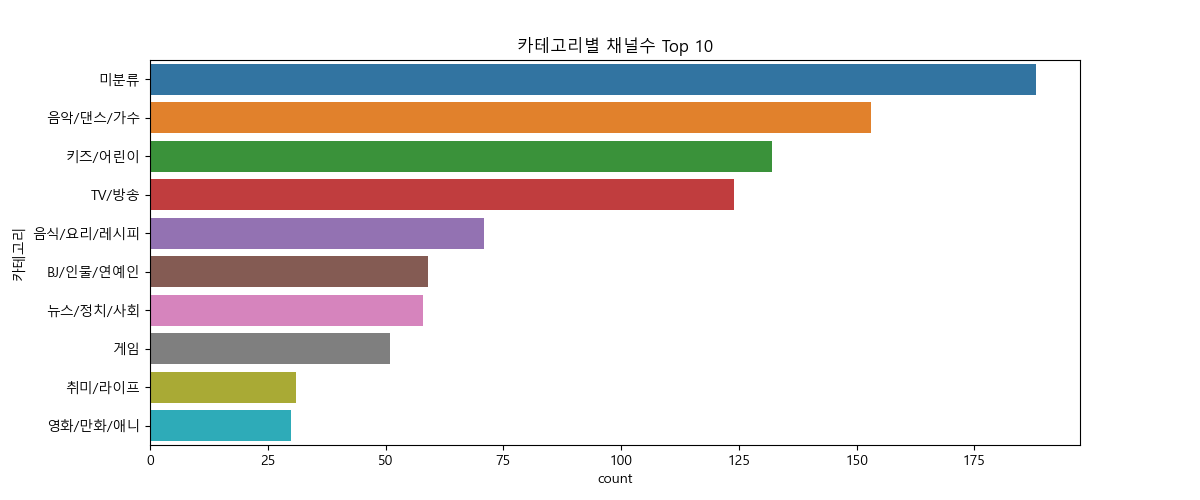 카테고리별 채널수 Top 10
카테고리
미분류
음악/댄스/가수
키즈/어린이
TV/방송
음식/요리/레시피
BJ/인물/연예인
뉴스/정치/사회
게임
취미/라이프
영화/만화/애니
0 25 50 75 100 125 150 175
count